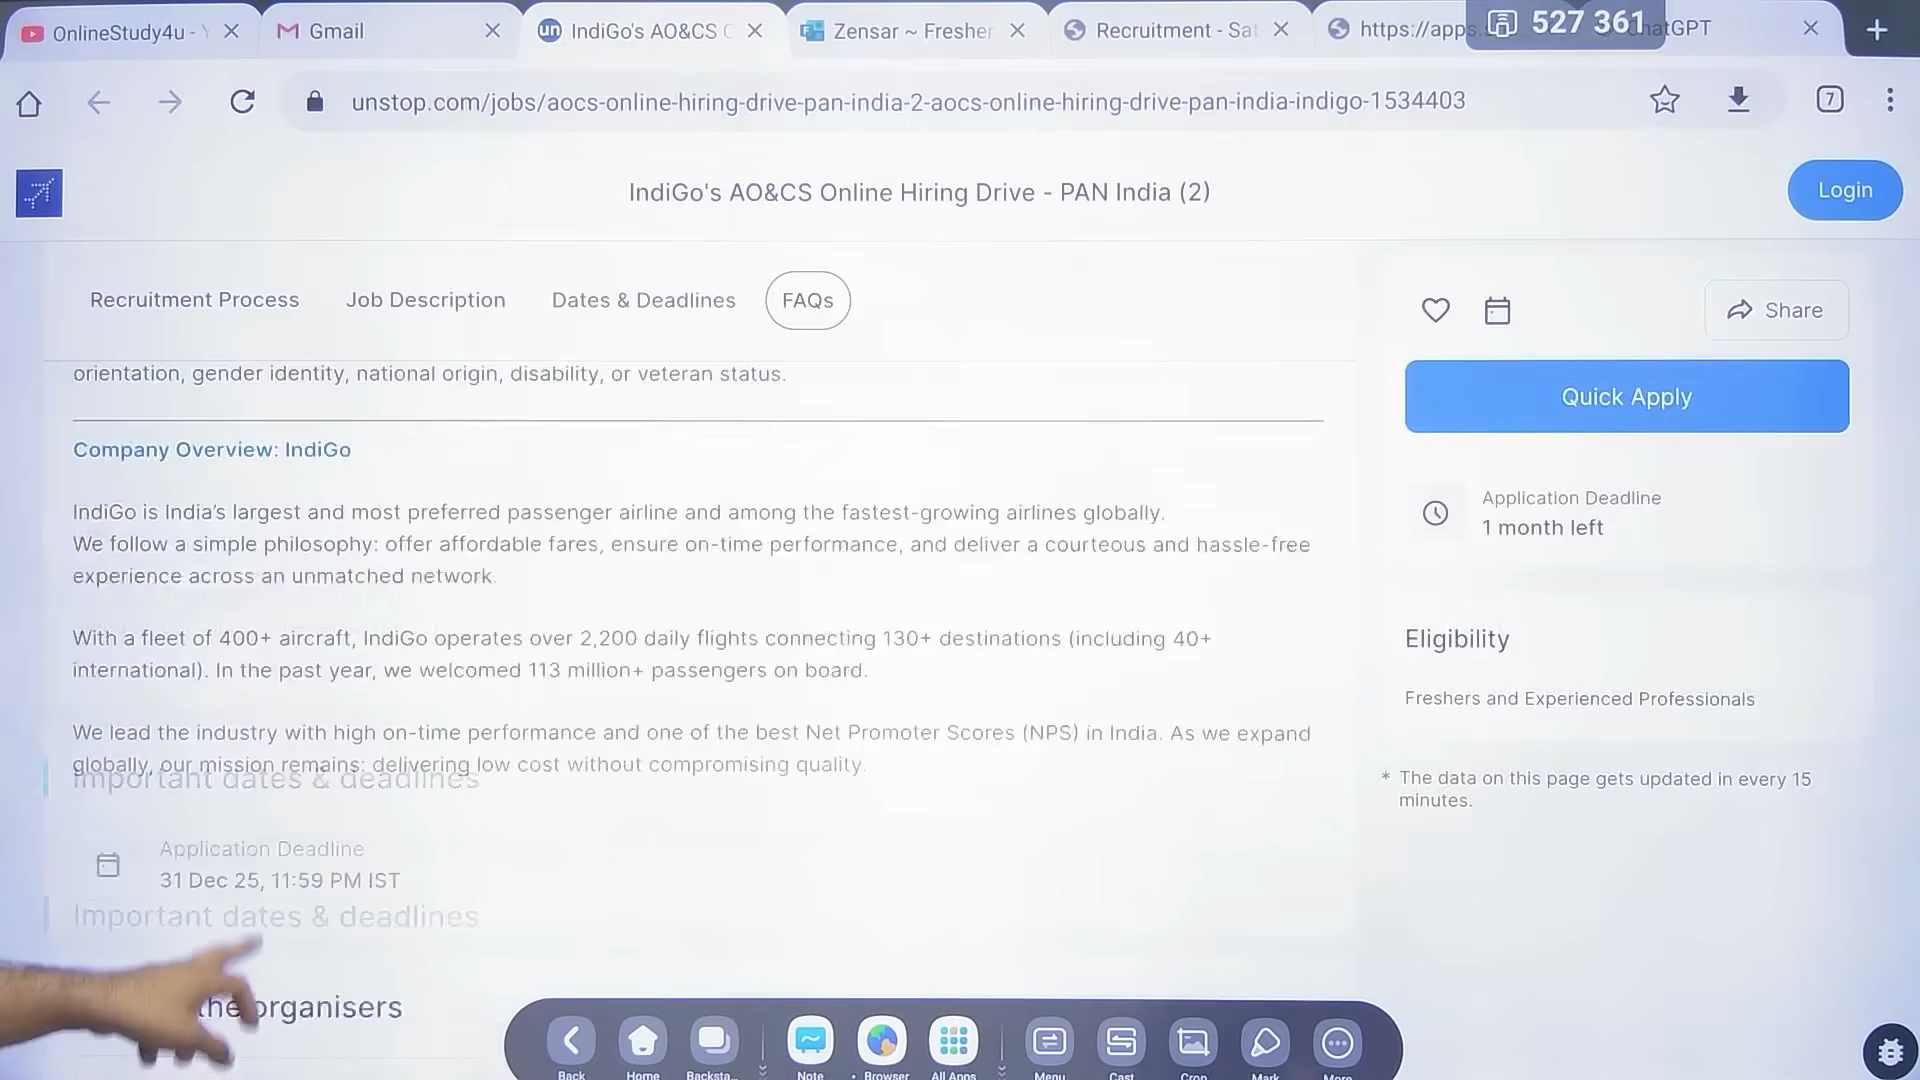 OnlineStudy4u -
Gmail
un IndiGo's AO&CS
Zensar ~ Fresher
Recruitment - Sat
https://apps.
527 361
hatGPT
unstop.com/jobs/aocs-online-hiring-drive-pan-india-2-aocs-online-hiring-drive-pan-india-indigo-1534403
7
IndiGo's AO&CS Online Hiring Drive - PAN India (2)
Login
Recruitment Process
Job Description
Dates & Deadlines
FAQs
Share
orientation, gender identity, national origin, disability, or veteran status.
Quick Apply
Company Overview: IndiGo
IndiGo is India's largest and most preferred passenger airline and among the fastest-growing airlines globally.
We follow a simple philosophy: offer affordable fares, ensure on-time performance, and deliver a courteous and hassle-free
experience across an unmatched network.
With a fleet of 400+ aircraft, IndiGo operates over 2,200 daily flights connecting 130+ destinations (including 40+
international). In the past year, we welcomed 113 million+ passengers on board.
We lead the industry with high on-time performance and one of the best Net Promoter Scores (NPS) in India. As we expand
globally, our mission remains: delivering low cost without compromising quality.
Important dates & deadlines
Application Deadline
31 Dec 25, 11:59 PM IST
Important dates & deadlines
the organisers
Application Deadline
1 month left
Eligibility
Freshers and Experienced Professionals
* The data on this page gets updated in every 15
minutes.
Back
Home
Backsta...
Note
Browser
All Apps
Menu
Cast
Crop
Mark
More